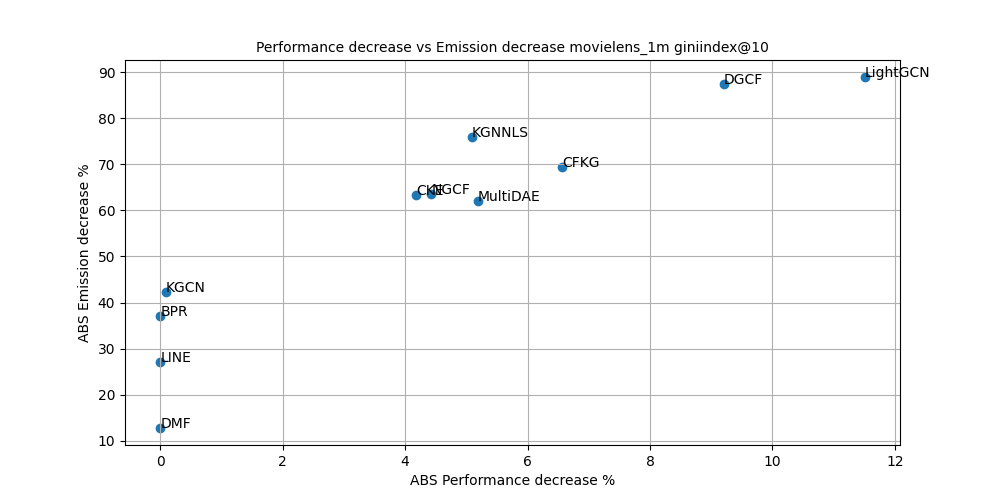 Performance decrease vs Emission decrease movielens_1m giniindex@10
90
80
70
60
50
40
30
20
10
ABS Emission decrease %
LightGCN
DGCF
KGNNLS
CFKG
CKE
NGCF
MultiDAE
KGCN
BPR
LINE
DMF
0 2 4 6 8 10 12
ABS Performance decrease %